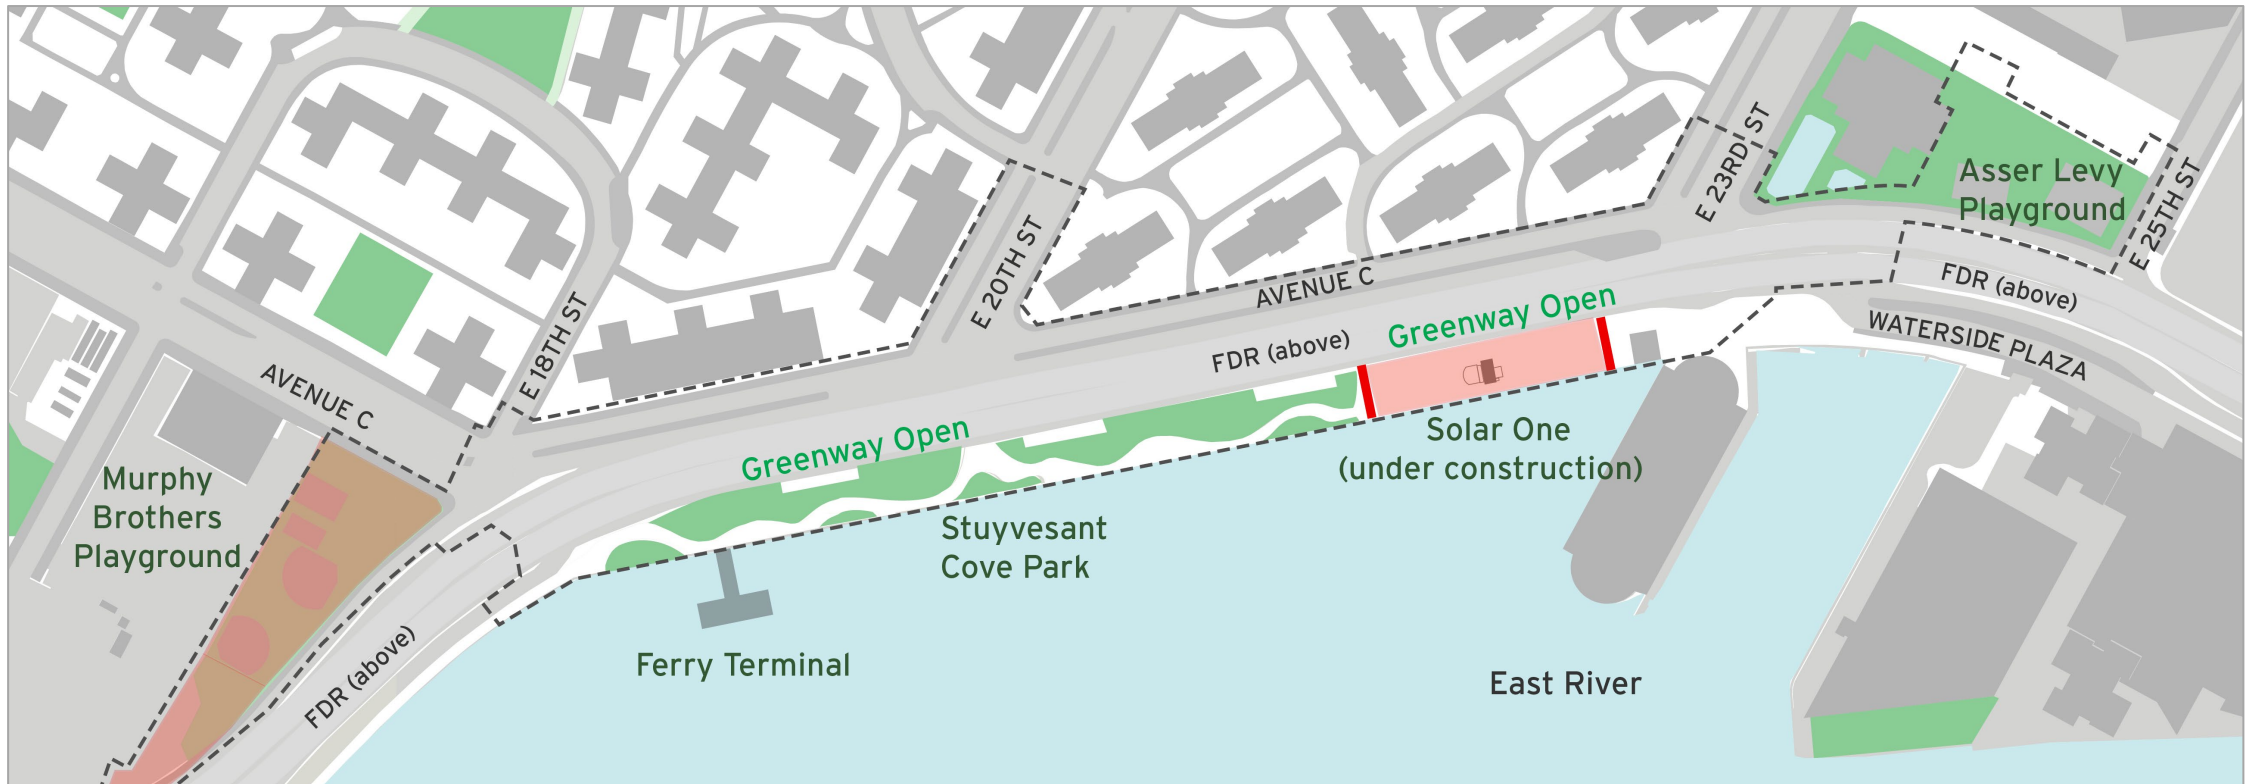 E 23RD ST
Asser Levy
Playground
E 25TH ST
E 20TH ST
AVENUE C
FDR (above)
Greenway Open
FDR (above)
WATERSIDE PLAZA
E 18TH ST
AVENUE C
Greenway Open
Solar One
(under construction)
Murphy
Brothers
Playground
Stuyvesant
Cove Park
FDR (above)
Ferry Terminal
East River